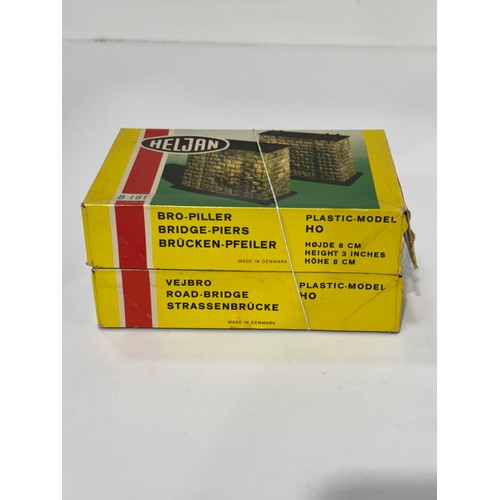 HELJAN
B 181
BRO-PILLER
BRIDGE-PIERS
BRÜCKEN-PFEILER
PLASTIC-MODEL
HO
HØJDE 8 CM
HEIGHT 3 INCHES
HÖHE 8 CM
MADE IN DENMARK
VEJBRO
ROAD-BRIDGE
STRASSENBRÜCKE
PLASTIC-MODEL
HO
MADE IN DENMARK